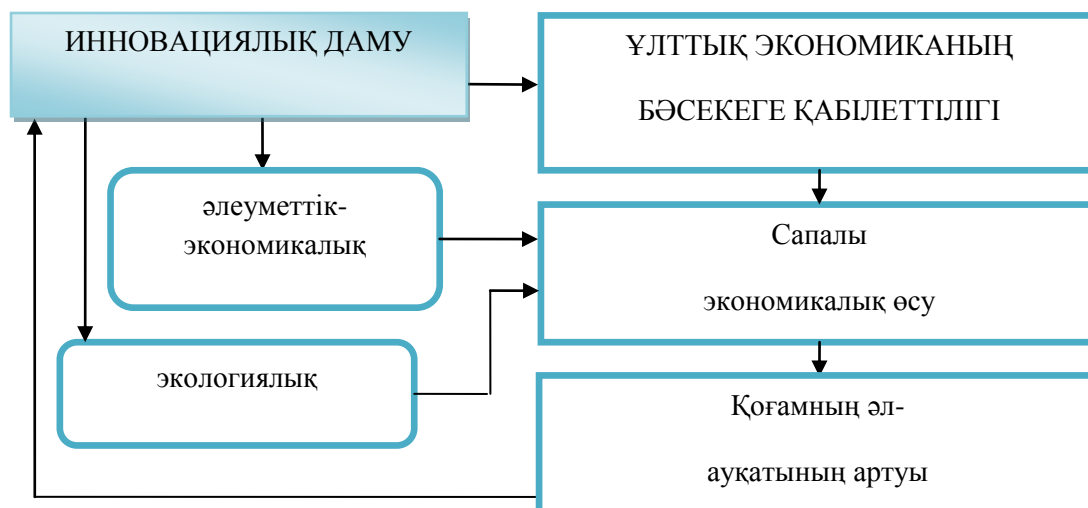 ИННОВАЦИЯЛЫҚ ДАМУ
ҰЛТТЫҚ ЭКОНОМИКАНЫҢ
БӘСЕКЕГЕ ҚАБІЛЕТТІЛІГІ
әлеуметтік-
экономикалық
Сапалы
экономикалық өсу
экологиялық
Қоғамның әл-
ауқатының артуы